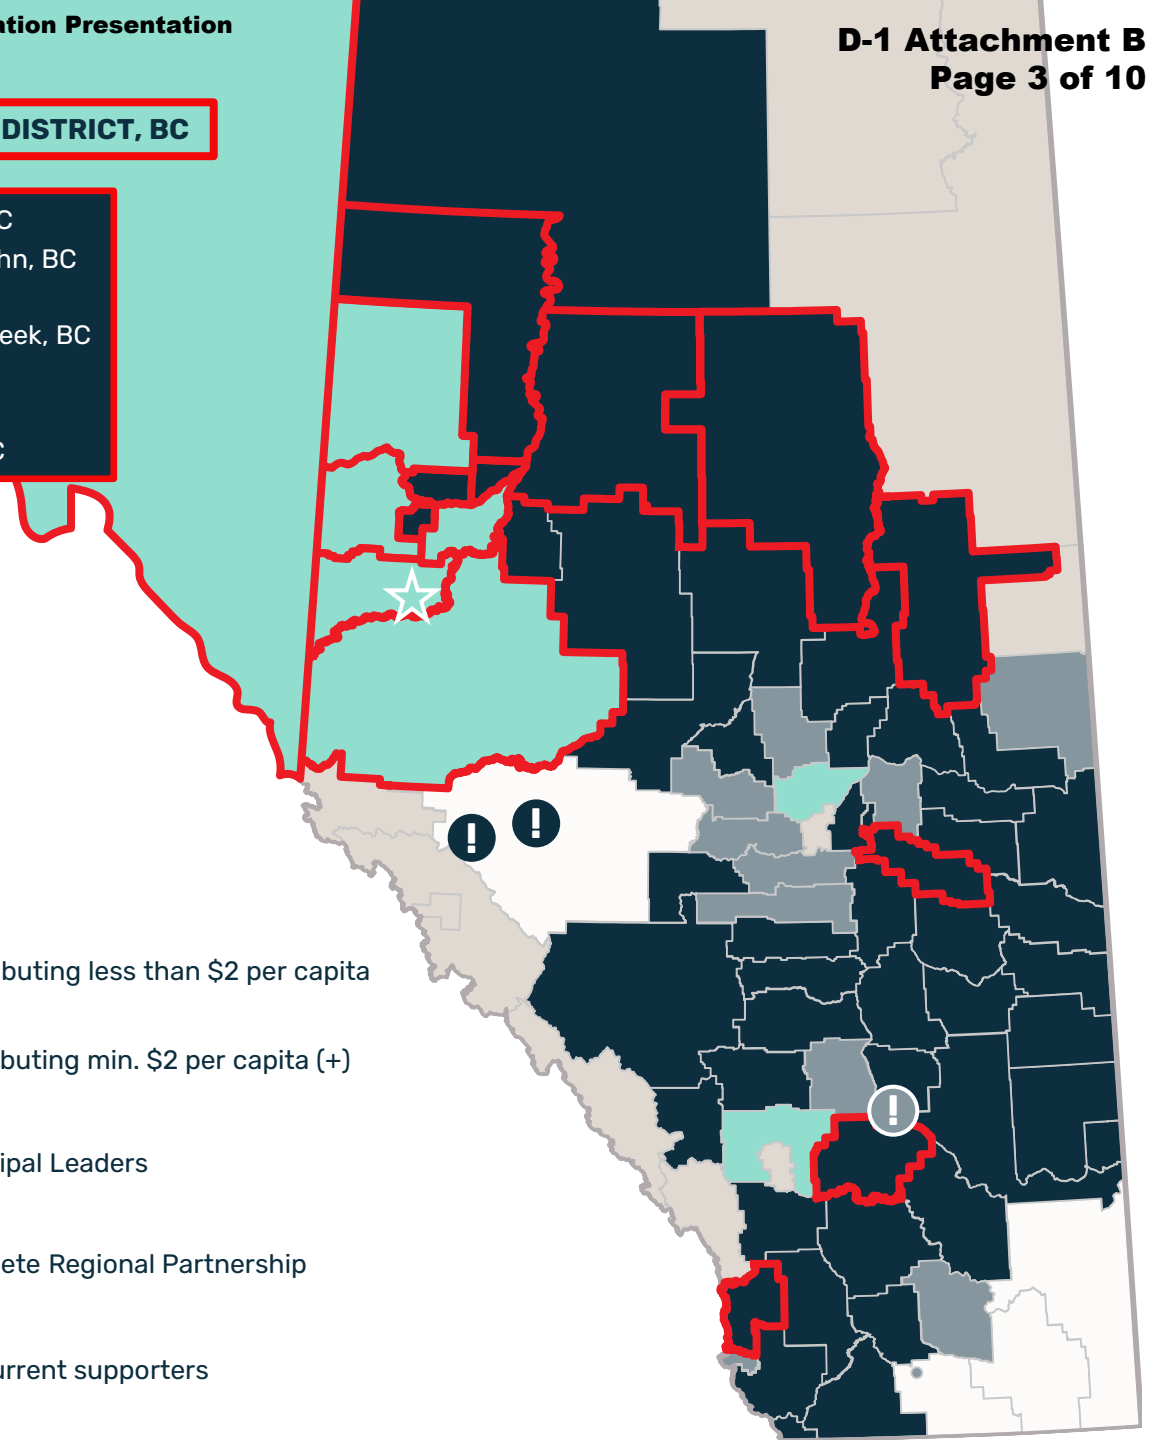 ation Presentation
D-1 Attachment B
Page 3 of 10
DISTRICT, BC
C
hn, BC
eek, BC
C
!
!
buting less than $2 per capita
buting min. $2 per capita (+)
!
ipal Leaders
ete Regional Partnership
urrent supporters